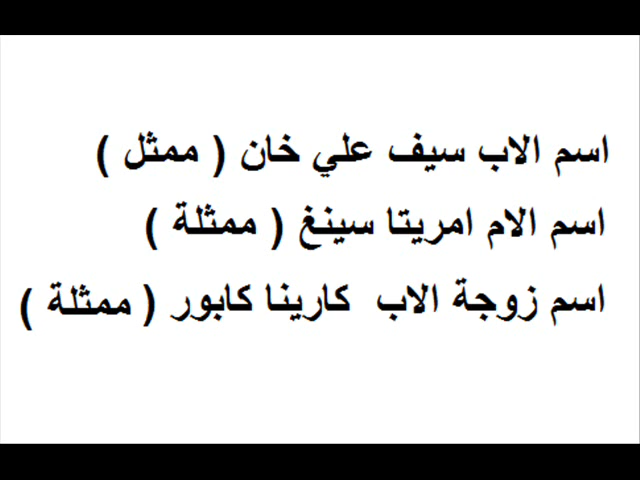 اسم الاب سيف علي خان ( ممثل )
اسم الام امريتا سينغ ( ممثلة )
اسم زوجة الاب  كارينا كابور ( ممثلة )